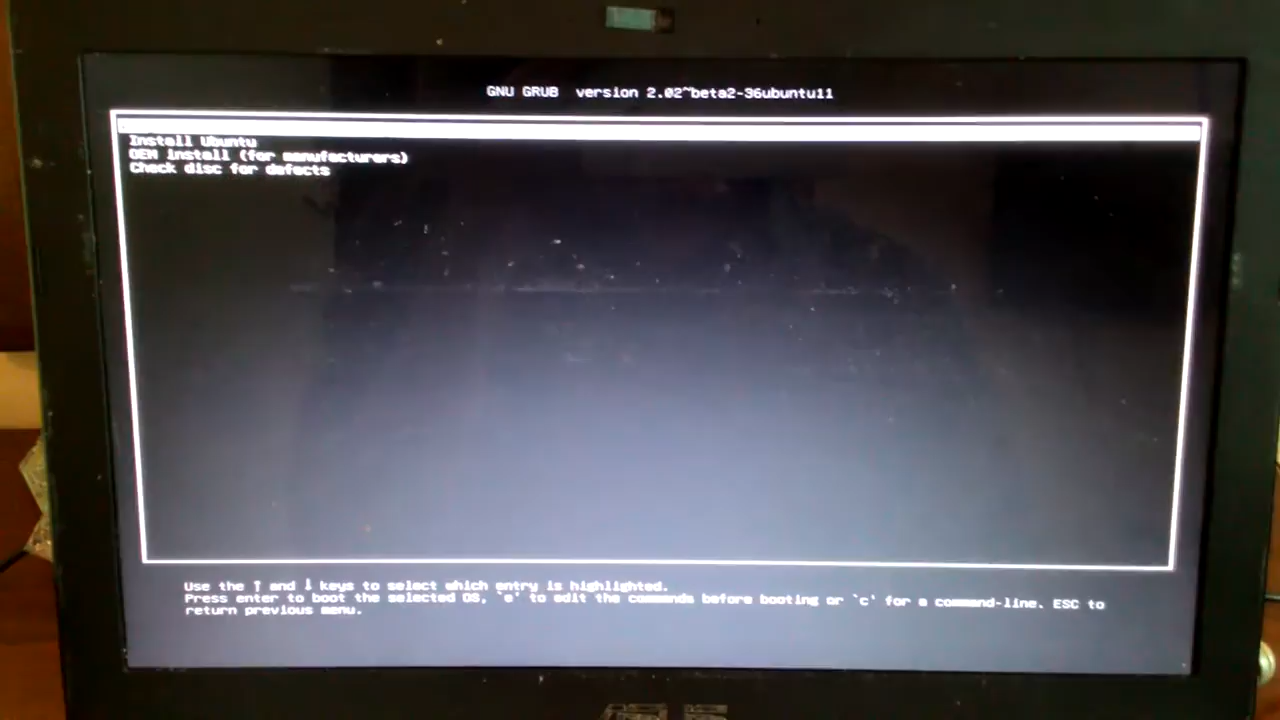 GNU GRUB version 2.02~beta2-36ubuntu11
Install Ubuntu
OEM install (for manufacturers)
Check disc for defects
Use the ↑ and ↓ keys to select which entry is highlighted.
Press enter to boot the selected OS, `e' to edit the commands before booting or `c' for a command-line. ESC to
return previous menu.